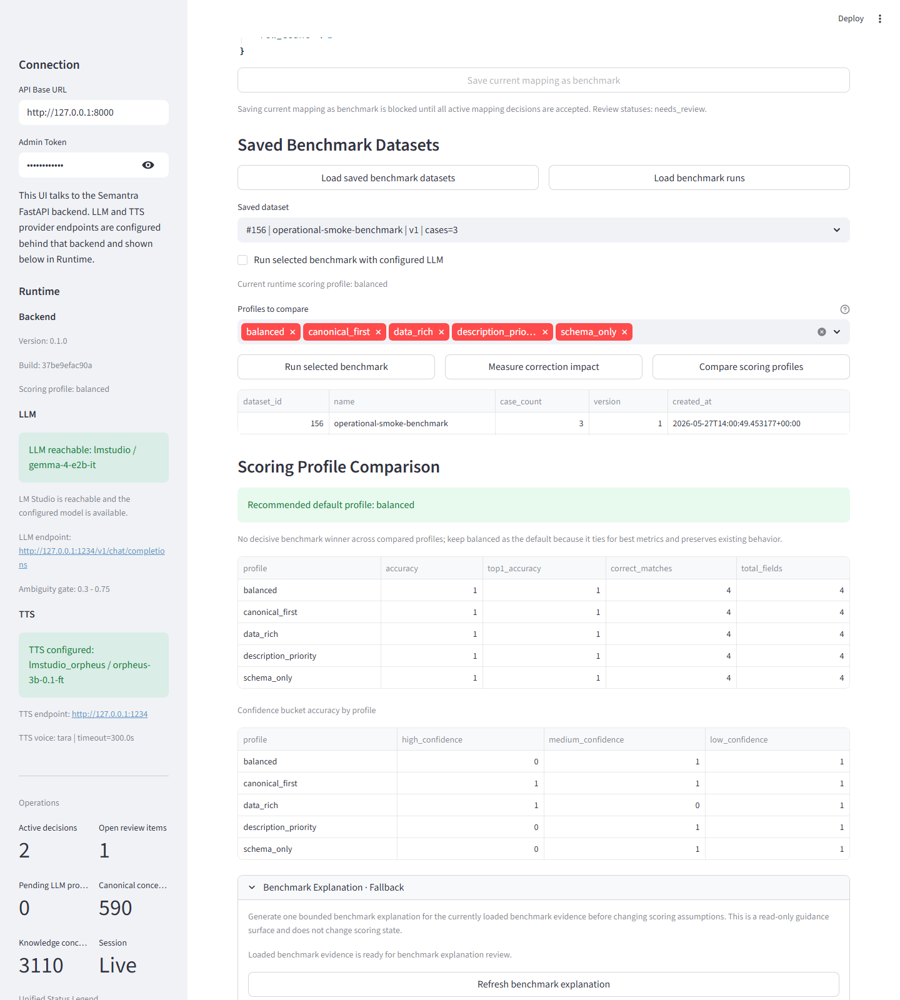 Deploy
}
Connection
API Base URL
http://127.0.0.1:8000
Admin Token
••••••••••••
This UI talks to the Semantra
FastAPI backend. LLM and TTS
provider endpoints are configured
behind that backend and shown
below in Runtime.
Runtime
Backend
Version: 0.1.0
Build: 37be9efac90a
Scoring profile: balanced
LLM
LLM reachable: lmstudio /
gemma-4-e2b-it
LM Studio is reachable and the
configured model is available.
LLM endpoint:
http://127.0.0.1:1234/v1/chat/completio
ns
Ambiguity gate: 0.3 - 0.75
TTS
TTS configured:
lmstudio_orpheus / orpheus-
3b-0.1-ft
TTS endpoint: http://127.0.0.1:1234
TTS voice: tara | timeout=300.0s
Operations
Active decisions Open review items
2 1
Pending LLM pro… Canonical conce…
0 590
Knowledge conc… Session
3110 Live
Unified Status Legend
Save current mapping as benchmark
Saving current mapping as benchmark is blocked until all active mapping decisions are accepted. Review statuses: needs_review.
Saved Benchmark Datasets
Load saved benchmark datasets Load benchmark runs
Saved dataset
#156 | operational-smoke-benchmark | v1 | cases=3
Run selected benchmark with configured LLM
Current runtime scoring profile: balanced
Profiles to compare
balanced × canonical_first × data_rich × description_prio… × schema_only ×
Run selected benchmark Measure correction impact Compare scoring profiles
dataset_id name case_count version created_at
156 operational-smoke-benchmark 3 1 2026-05-27T14:00:49.453177+00:00
Scoring Profile Comparison
Recommended default profile: balanced
No decisive benchmark winner across compared profiles; keep balanced as the default because it ties for best metrics and preserves existing behavior.
profile accuracy top1_accuracy correct_matches total_fields
balanced 1 1 4 4
canonical_first 1 1 4 4
data_rich 1 1 4 4
description_priority 1 1 4 4
schema_only 1 1 4 4
Confidence bucket accuracy by profile
profile high_confidence medium_confidence low_confidence
balanced 0 1 1
canonical_first 1 1 1
data_rich 1 0 1
description_priority 0 1 1
schema_only 0 1 1
Benchmark Explanation · Fallback
Generate one bounded benchmark explanation for the currently loaded benchmark evidence before changing scoring assumptions. This is a read-only guidance
surface and does not change scoring state.
Loaded benchmark evidence is ready for benchmark explanation review.
Refresh benchmark explanation